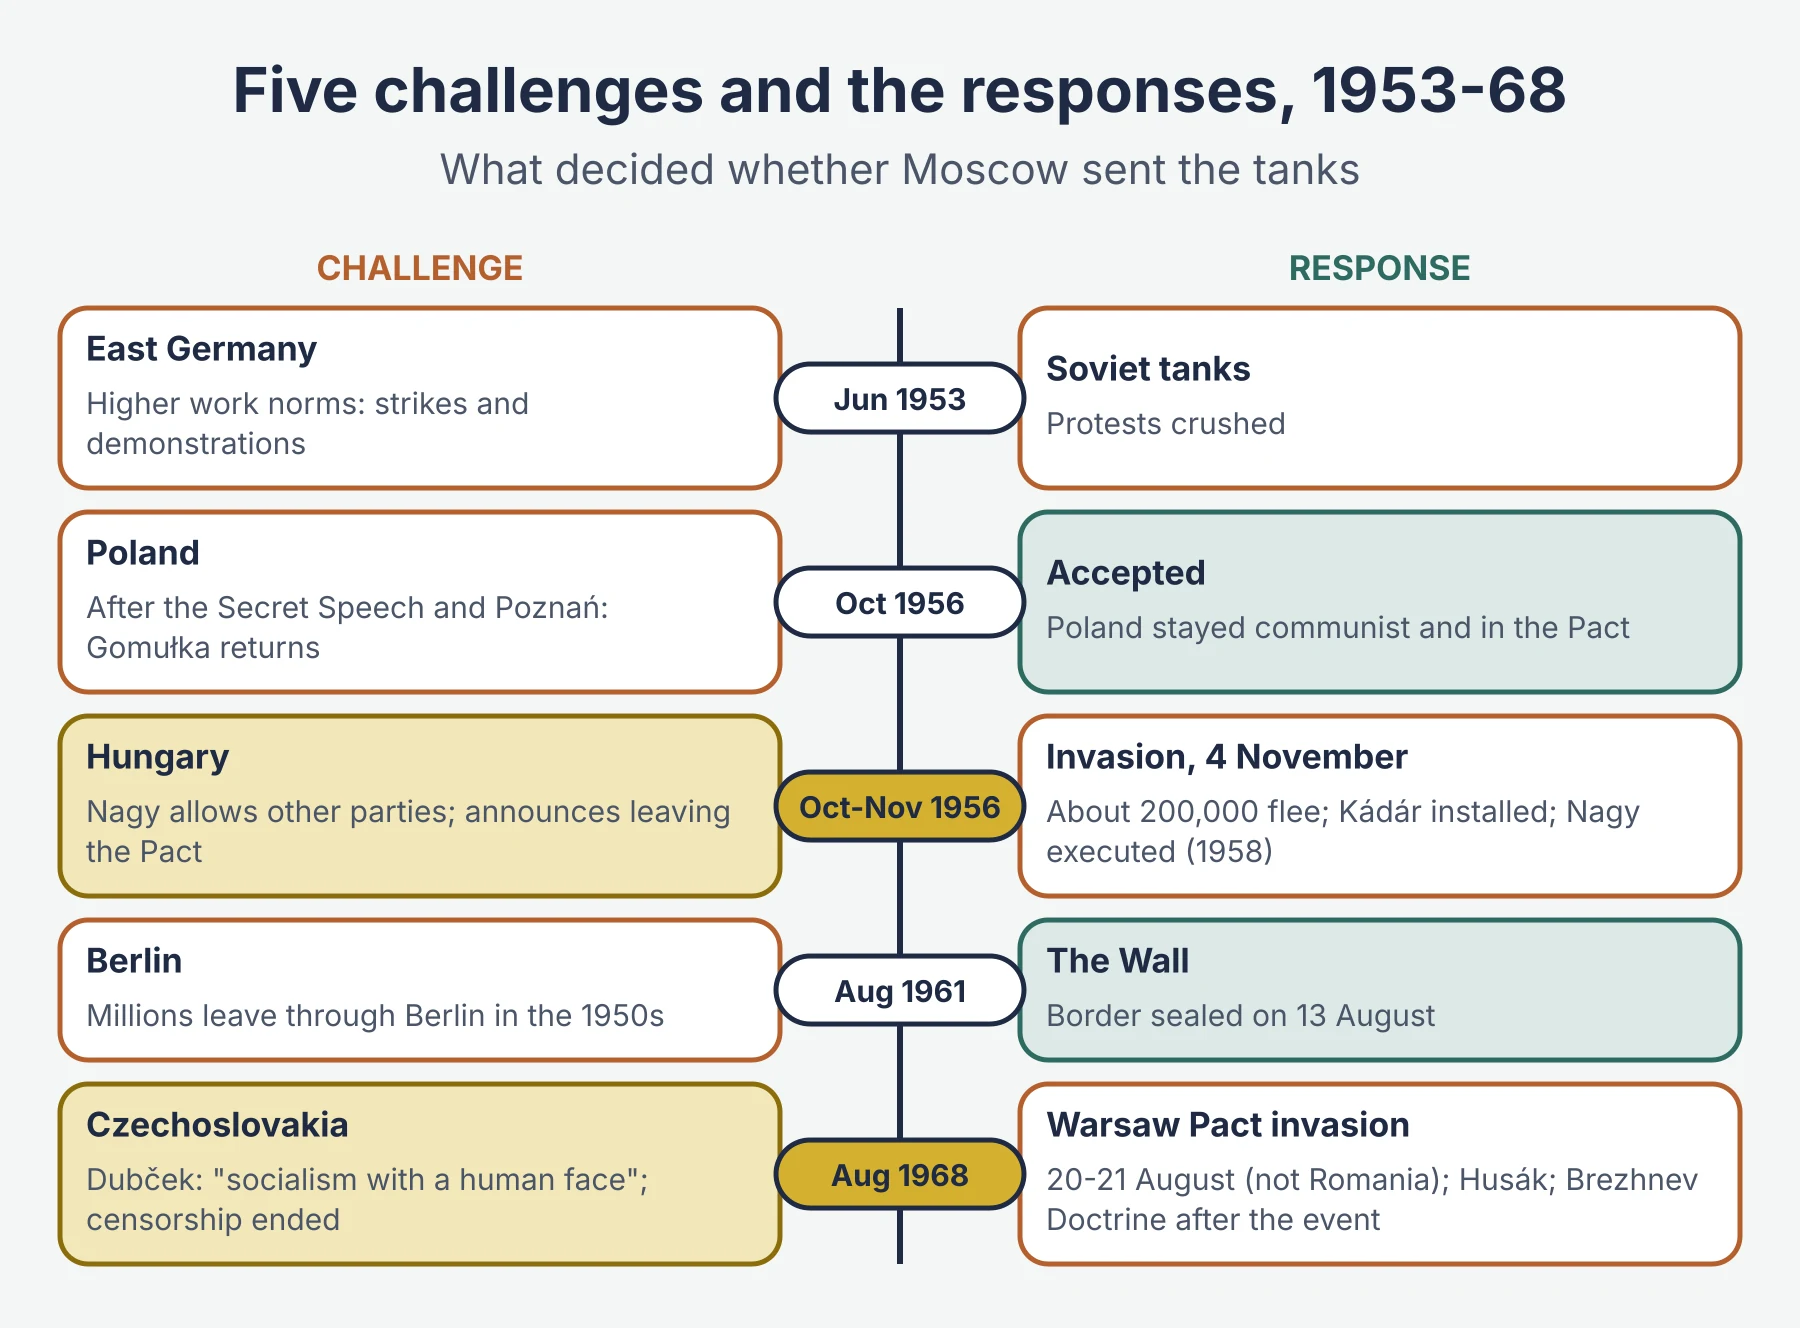 Five challenges and the responses, 1953-68
What decided whether Moscow sent the tanks
CHALLENGE
RESPONSE
East Germany
Higher work norms: strikes and
demonstrations
Jun 1953
Soviet tanks
Protests crushed
Poland
After the Secret Speech and Poznań:
Gomułka returns
Oct 1956
Accepted
Poland stayed communist and in the Pact
Hungary
Nagy allows other parties; announces leaving
the Pact
Oct-Nov 1956
Invasion, 4 November
About 200,000 flee; Kádár installed; Nagy
executed (1958)
Berlin
Millions leave through Berlin in the 1950s
Aug 1961
The Wall
Border sealed on 13 August
Czechoslovakia
Dubček: "socialism with a human face";
censorship ended
Aug 1968
Warsaw Pact invasion
20-21 August (not Romania); Husák; Brezhnev
Doctrine after the event